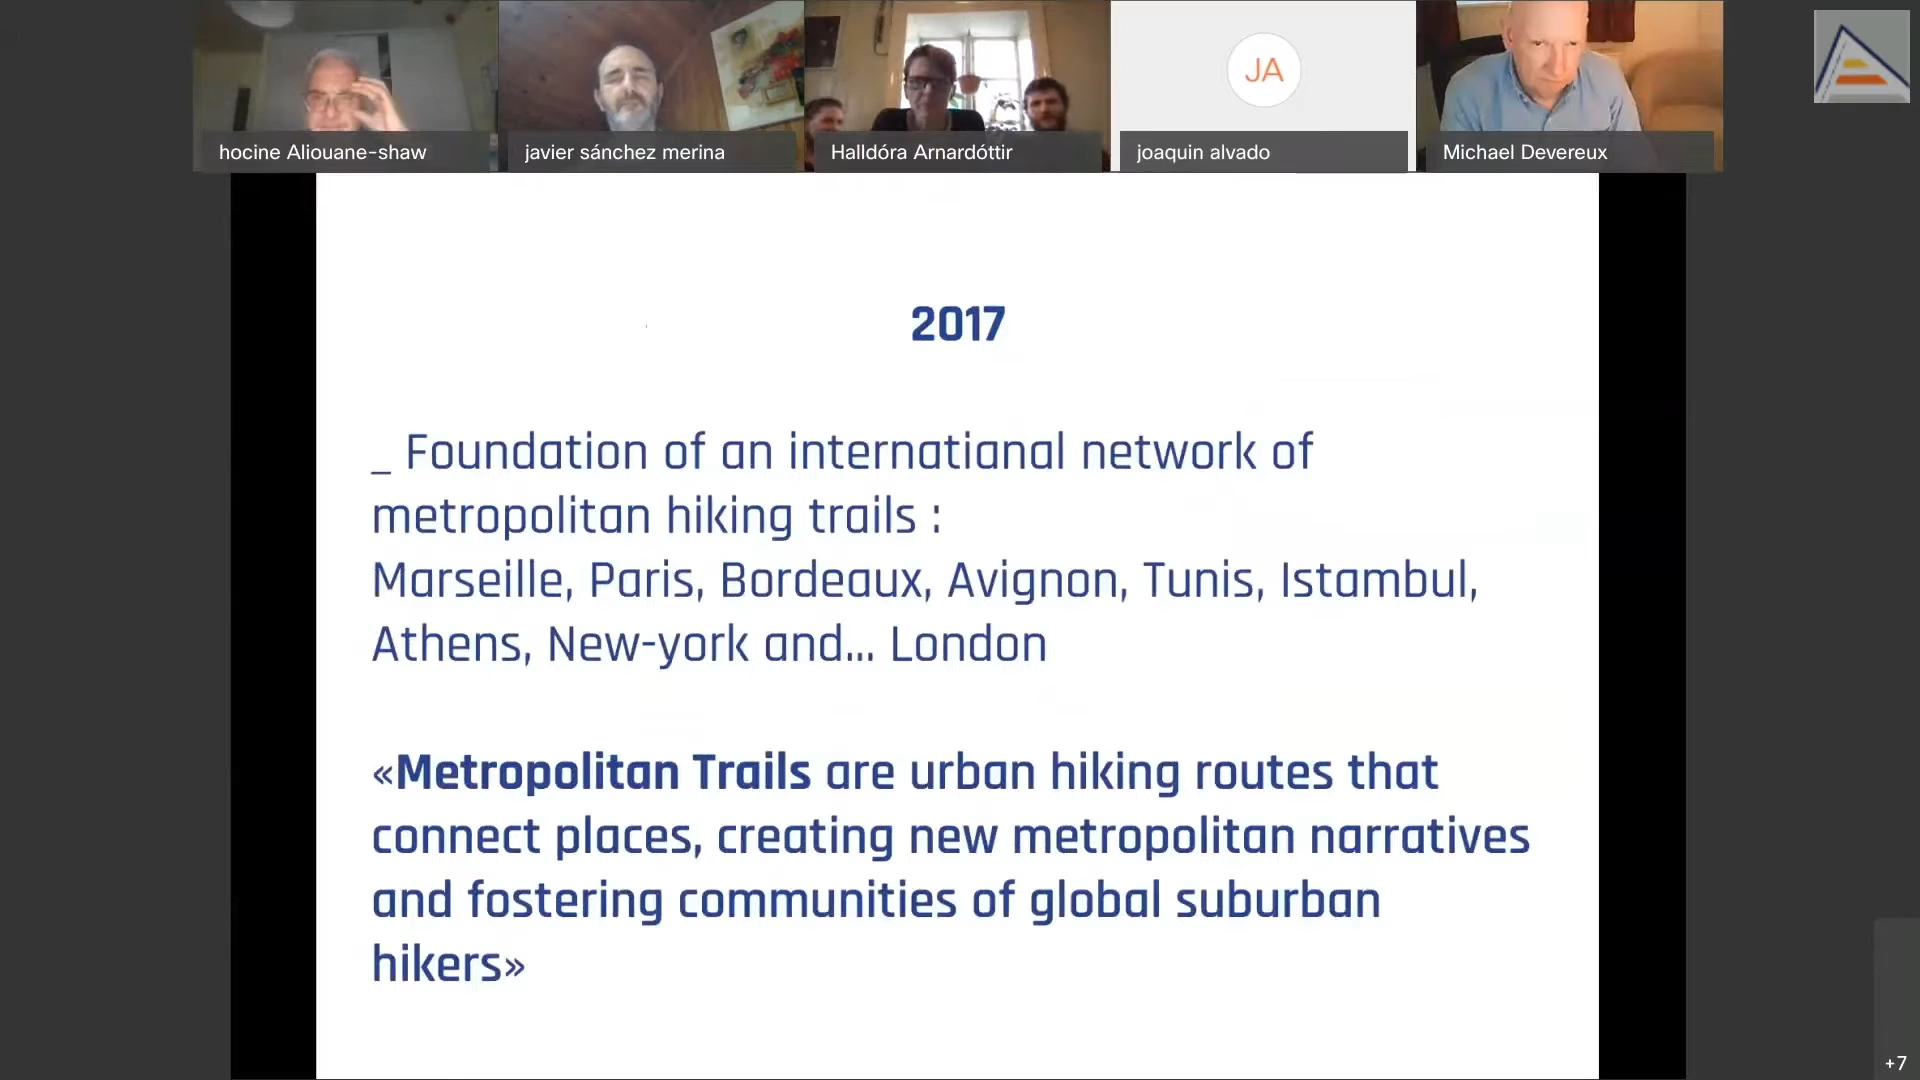 hocine Aliouane-shaw
javier sánchez merina
Halldóra Arnardóttir
JA
joaquin alvado
Michael Devereux
2017
_ Foundation of an internatianal network of
metropolitan hiking trails :
Marseille, Paris, Bordeaux, Avignon, Tunis, Istambul,
Athens, New-york and... London
«Metropolitan Trails are urban hiking routes that
connect places, creating new metropolitan narratives
and fostering communities of global suburban
hikers»
+7